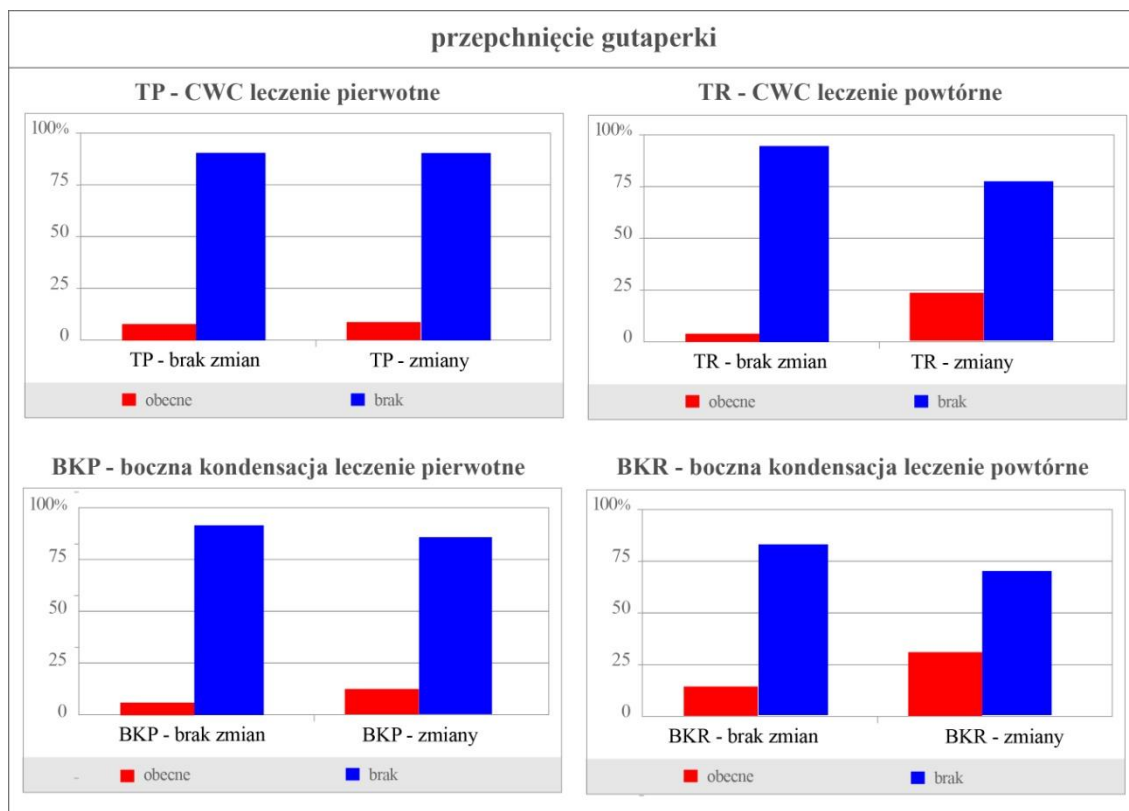 przepchnięcie gutaperki
TP - CWC leczenie pierwotne
100%
75
50
25
0
TP - brak zmian
TP - zmiany
obecne
brak
TR - CWC leczenie powtórne
100%
75
50
25
0
TR - brak zmian
TR - zmiany
obecne
brak
BKP - boczna kondensacja leczenie pierwotne
100%
75
50
25
0
BKP - brak zmian
BKP - zmiany
obecne
brak
BKR - boczna kondensacja leczenie powtórne
100%
75
50
25
0
BKR - brak zmian
BKR - zmiany
obecne
brak